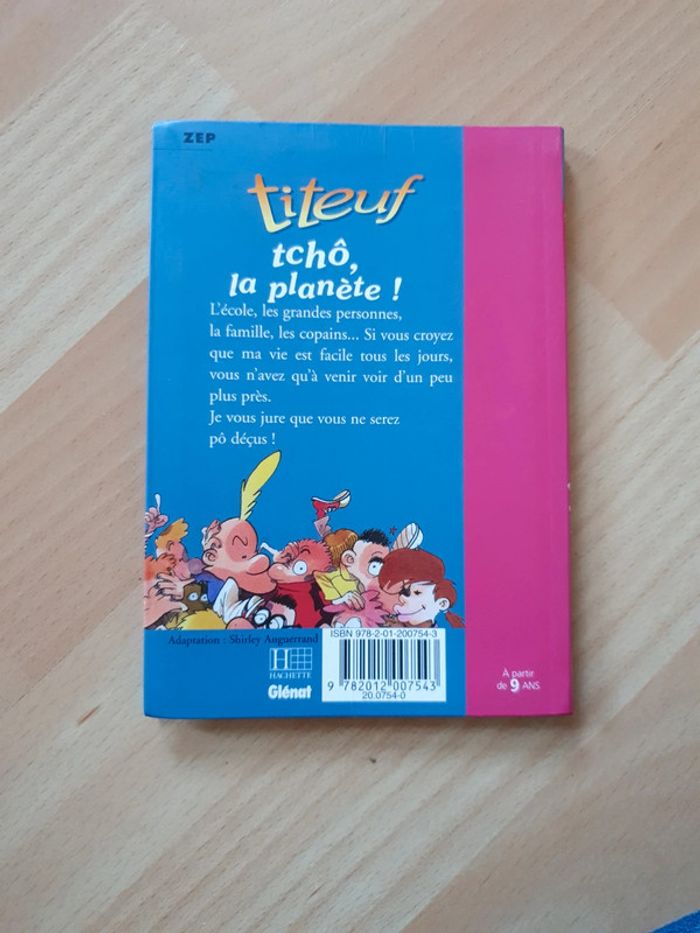 ZEP
titeuf
tchô,
la planète !
L'école, les grandes personnes,
la famille, les copains... Si vous croyez
que ma vie est facile tous les jours,
vous n'avez qu'à venir voir d'un peu
plus près.
Je vous jure que vous ne serez
pô déçus !
Adaptation : Shirley Anguerrand
H
HACHETTE
Glénat
ISBN 978-2-01-200754-3
9 782012 007543
20.0754-0
À partir
de 9 ANS